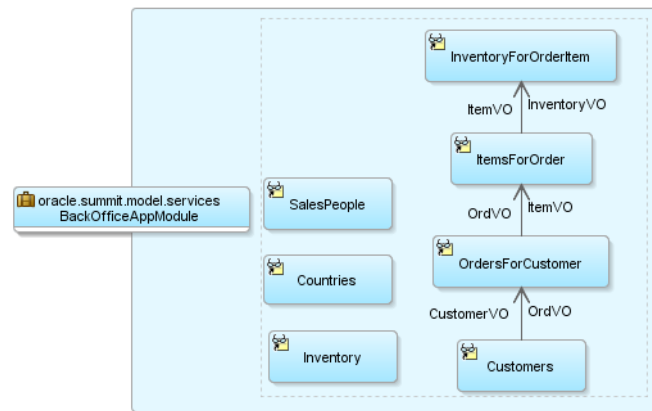 InventoryForOrderItem
ItemVO
InventoryVO
ItemsForOrder
oracle.summit.model.services
BackOfficeAppModule
SalesPeople
OrdVO
ItemVO
OrdersForCustomer
Countries
CustomerVO
OrdVO
Inventory
Customers